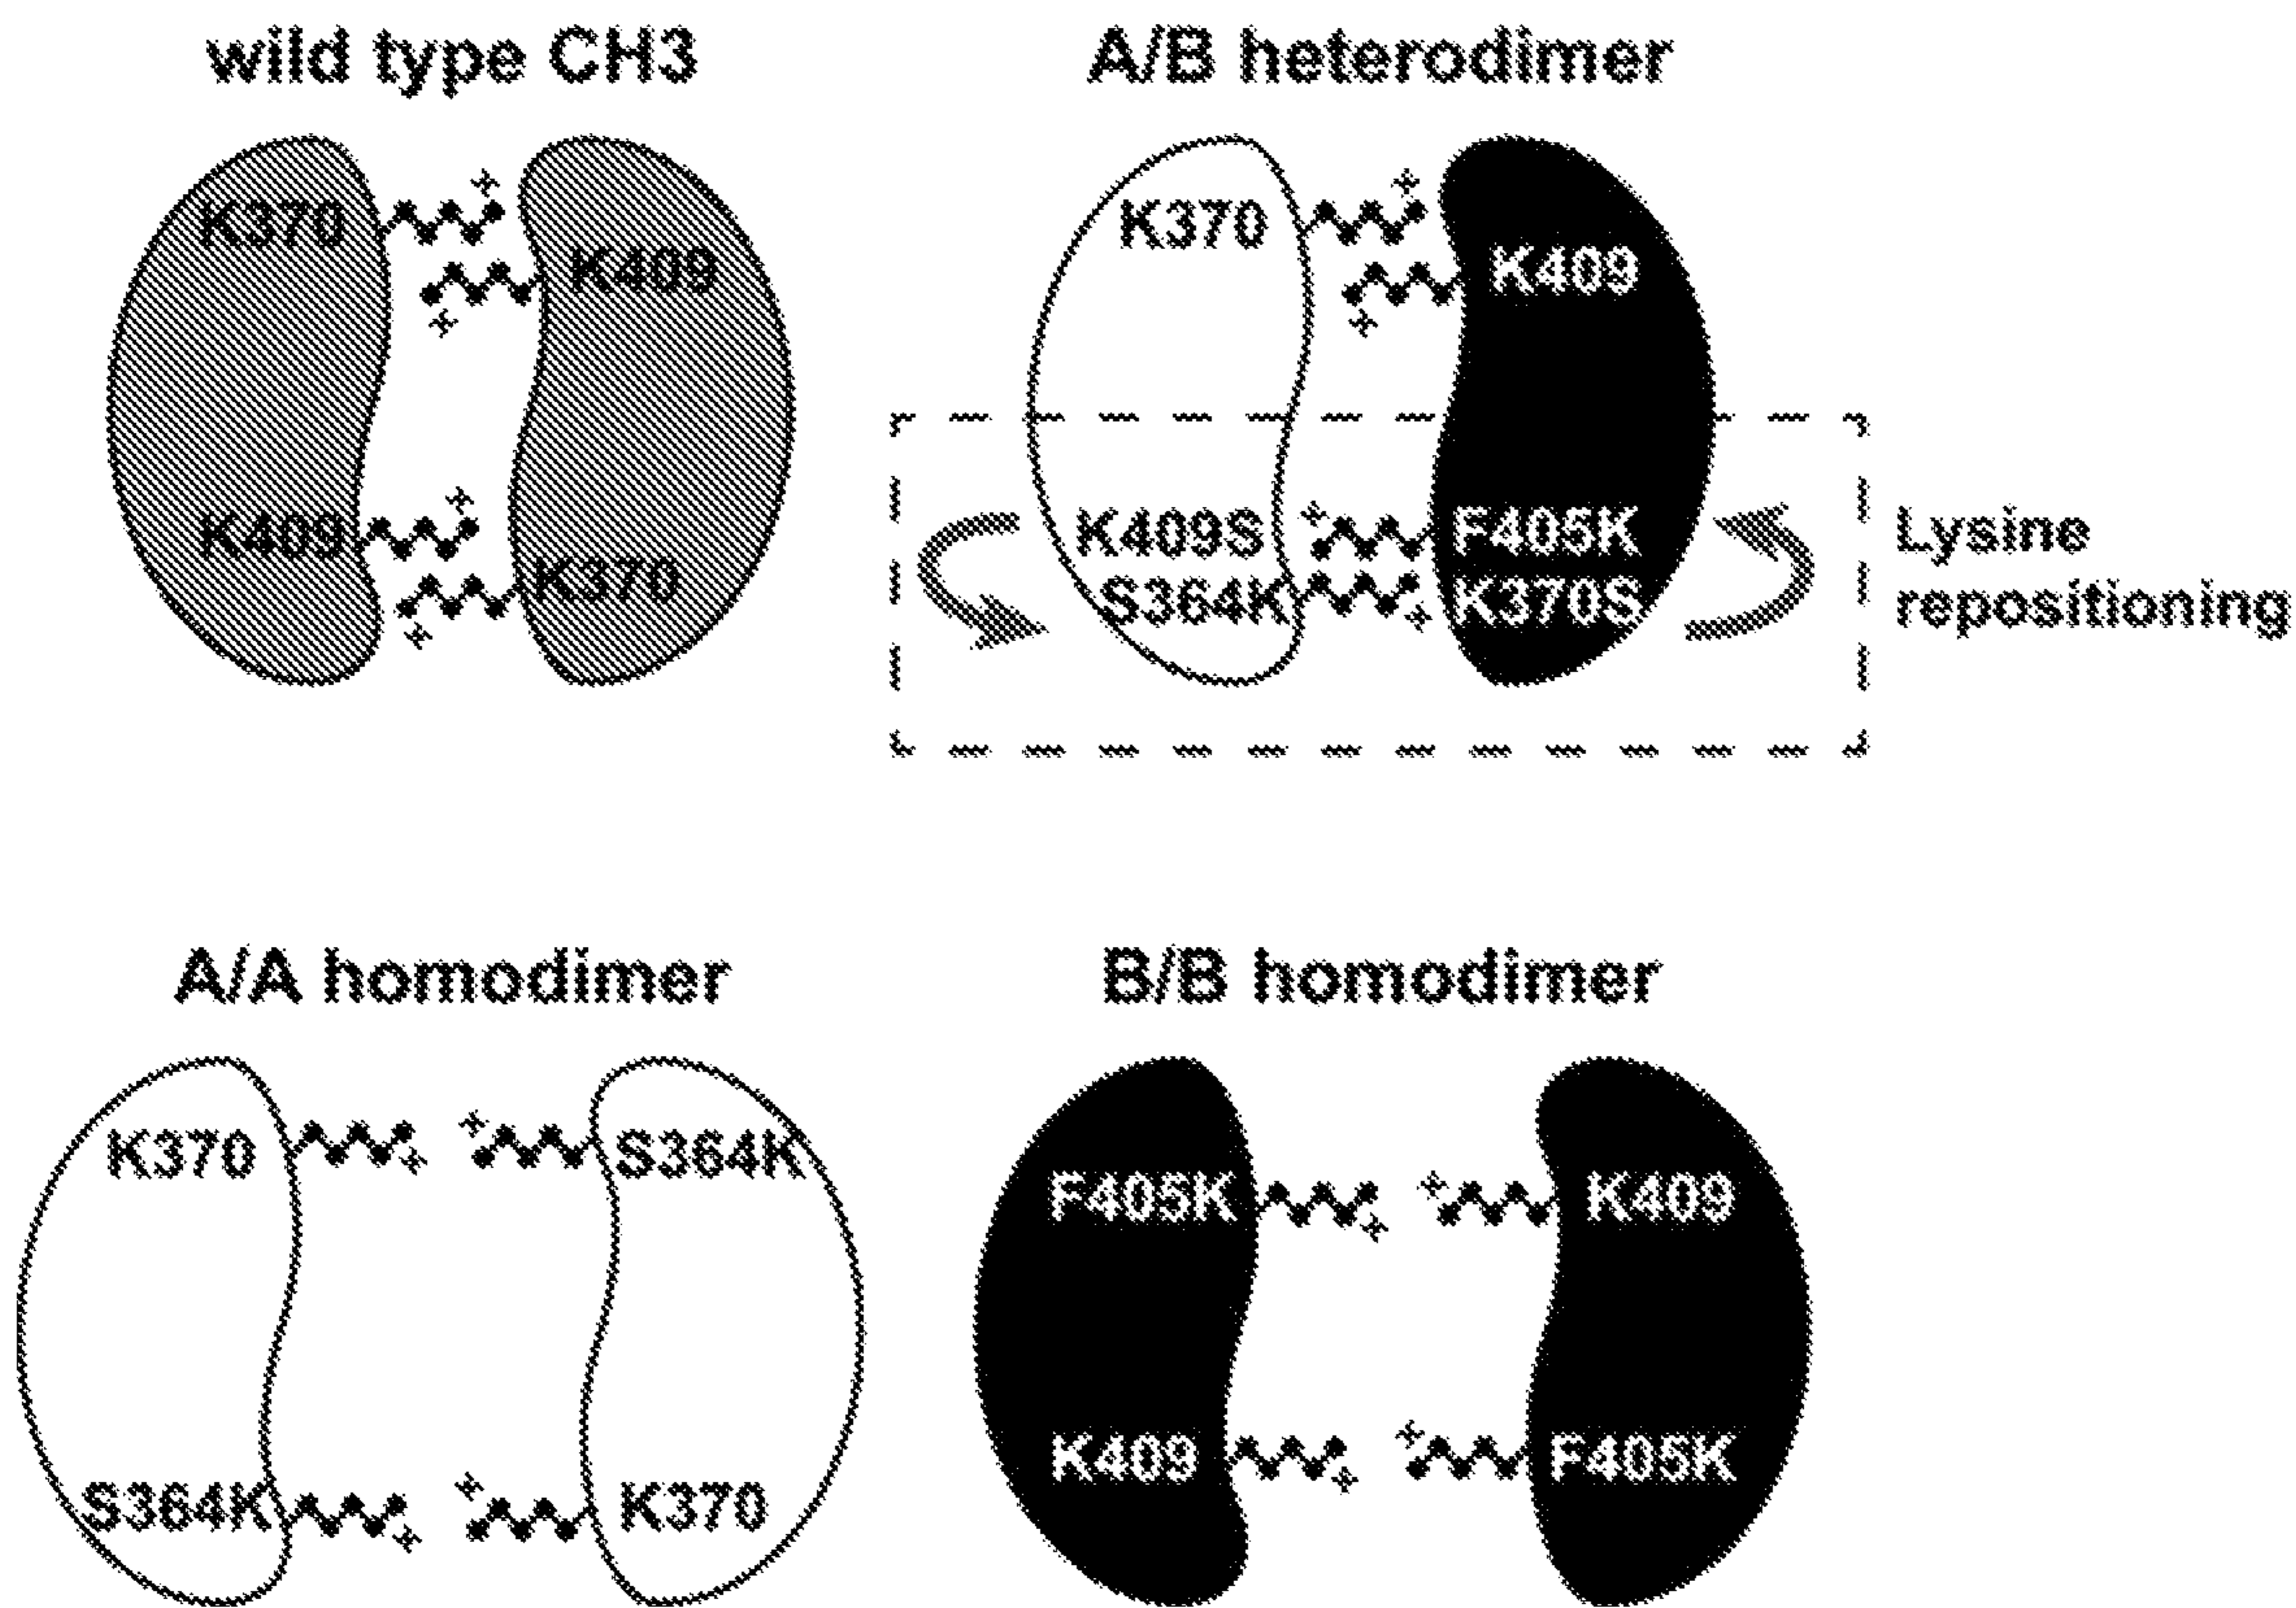 wild type CH3
A/B heterodimer
K370
K409
K409
K370
K370
K409
K409S
S364K
F405K
K370S
Lysine
repositioning
A/A homodimer
B/B homodimer
K370
S364K
S364K
K370
F405K
K409
K409
F405K